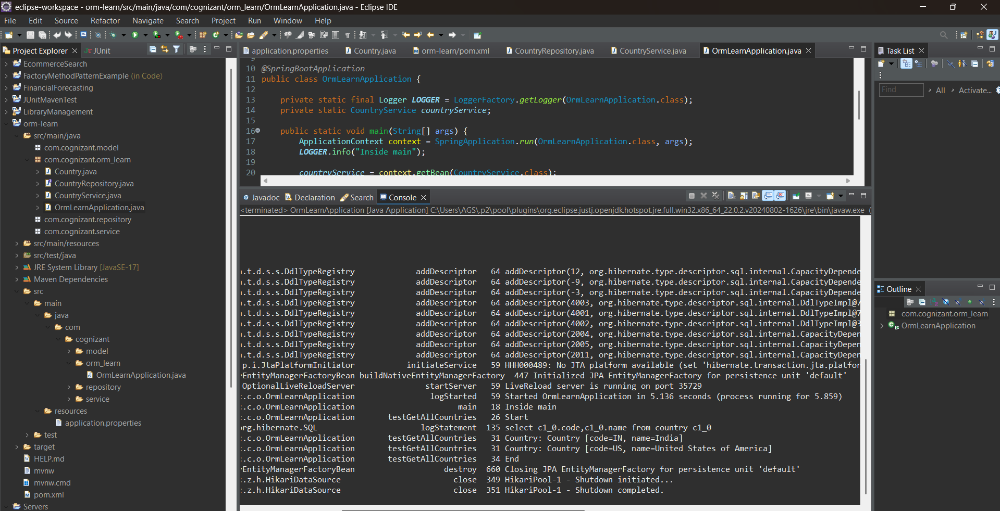 eclipse-workspace - orm-learn/src/main/java/com/cognizant/orm_learn/OrmLearnApplication.java - Eclipse IDE
File Edit Source Refactor Navigate Search Project Run Window Help
Project Explorer
JUnit
EcommerceSearch
FactoryMethodPatternExample (in Code)
FinancialForecasting
JUnitMavenTest
LibraryManagement
orm-learn
src/main/java
com.cognizant.model
com.cognizant.orm_learn
Country.java
CountryRepository.java
CountryService.java
OrmLearnApplication.java
com.cognizant.repository
com.cognizant.service
src/main/resources
src/test/java
JRE System Library [JavaSE-17]
Maven Dependencies
src
main
java
com
cognizant
model
orm_learn
OrmLearnApplication.java
repository
service
resources
application.properties
test
target
HELP.md
mvnw
mvnw.cmd
pom.xml
Servers
application.properties Country.java orm-learn/pom.xml CountryRepository.java CountryService.java OrmLearnApplication.java
9
10 @SpringBootApplication
11 public class OrmLearnApplication {
12
13 private static final Logger LOGGER = LoggerFactory.getLogger(OrmLearnApplication.class);
14 private static CountryService countryService;
15
16 public static void main(String[] args) {
17 ApplicationContext context = SpringApplication.run(OrmLearnApplication.class, args);
18 LOGGER.info("Inside main");
19
20 countryService = context.getBean(CountryService.class);
@ Javadoc Declaration Search Console
<terminated> OrmLearnApplication [Java Application] C:\Users\AGS\.p2\pool\plugins\org.eclipse.justj.openjdk.hotspot.jre.full.win32.x86_64_22.0.2.v20240802-1626\jre\bin\javaw.exe (
.t.d.s.s.DdlTypeRegistry addDescriptor 64 addDescriptor(12, org.hibernate.type.descriptor.sql.internal.CapacityDepende
.t.d.s.s.DdlTypeRegistry addDescriptor 64 addDescriptor(-9, org.hibernate.type.descriptor.sql.internal.CapacityDepende
.t.d.s.s.DdlTypeRegistry addDescriptor 64 addDescriptor(-3, org.hibernate.type.descriptor.sql.internal.CapacityDepende
.t.d.s.s.DdlTypeRegistry addDescriptor 64 addDescriptor(4003, org.hibernate.type.descriptor.sql.internal.DdlTypeImpl@7
.t.d.s.s.DdlTypeRegistry addDescriptor 64 addDescriptor(4001, org.hibernate.type.descriptor.sql.internal.DdlTypeImpl@7
.t.d.s.s.DdlTypeRegistry addDescriptor 64 addDescriptor(4002, org.hibernate.type.descriptor.sql.internal.DdlTypeImpl@3
.t.d.s.s.DdlTypeRegistry addDescriptor 64 addDescriptor(2004, org.hibernate.type.descriptor.sql.internal.CapacityDepen
.t.d.s.s.DdlTypeRegistry addDescriptor 64 addDescriptor(2005, org.hibernate.type.descriptor.sql.internal.CapacityDepen
.t.d.s.s.DdlTypeRegistry addDescriptor 64 addDescriptor(2011, org.hibernate.type.descriptor.sql.internal.CapacityDepen
p.i.JtaPlatformInitiator initiateService 59 HHH000489: No JTA platform available (set 'hibernate.transaction.jta.platfor
EntityManagerFactoryBean buildNativeEntityManagerFactory 447 Initialized JPA EntityManagerFactory for persistence unit 'default'
OptionalLiveReloadServer startServer 59 LiveReload server is running on port 35729
.c.o.OrmLearnApplication logStarted 59 Started OrmLearnApplication in 5.136 seconds (process running for 5.859)
.c.o.OrmLearnApplication main 18 Inside main
.c.o.OrmLearnApplication testGetAllCountries 26 Start
org.hibernate.SQL logStatement 135 select c1_0.code,c1_0.name from country c1_0
.c.o.OrmLearnApplication testGetAllCountries 31 Country: Country [code=IN, name=India]
.c.o.OrmLearnApplication testGetAllCountries 31 Country: Country [code=US, name=United States of America]
.c.o.OrmLearnApplication testGetAllCountries 34 End
EntityManagerFactoryBean destroy 660 Closing JPA EntityManagerFactory for persistence unit 'default'
.z.h.HikariDataSource close 349 HikariPool-1 - Shutdown initiated...
.z.h.HikariDataSource close 351 HikariPool-1 - Shutdown completed.
Task List
Find All Activate...
Outline
com.cognizant.orm_learn
OrmLearnApplication